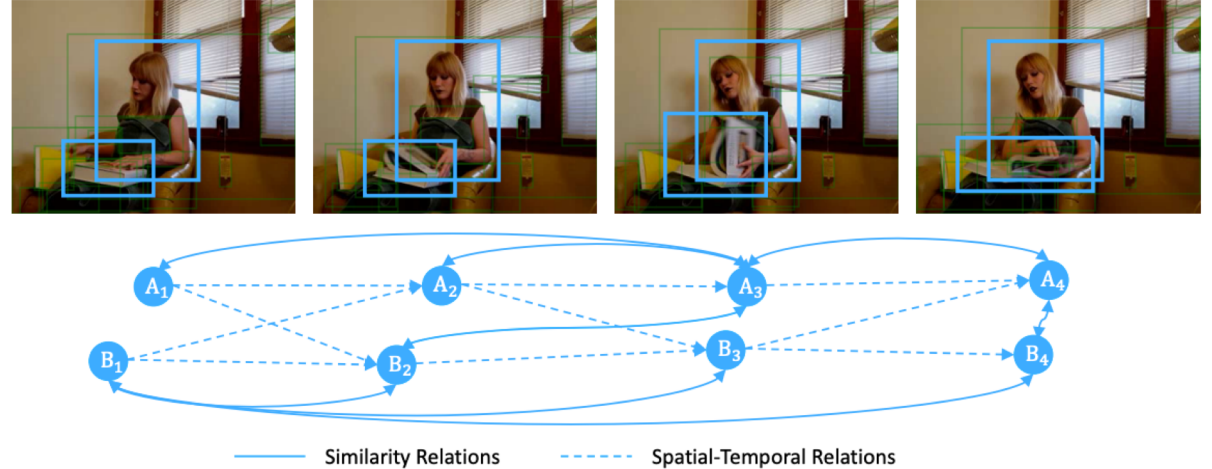 A₁ A₂ A₃ A₄
B₁ B₂ B₃ B₄
Similarity Relations Spatial-Temporal Relations